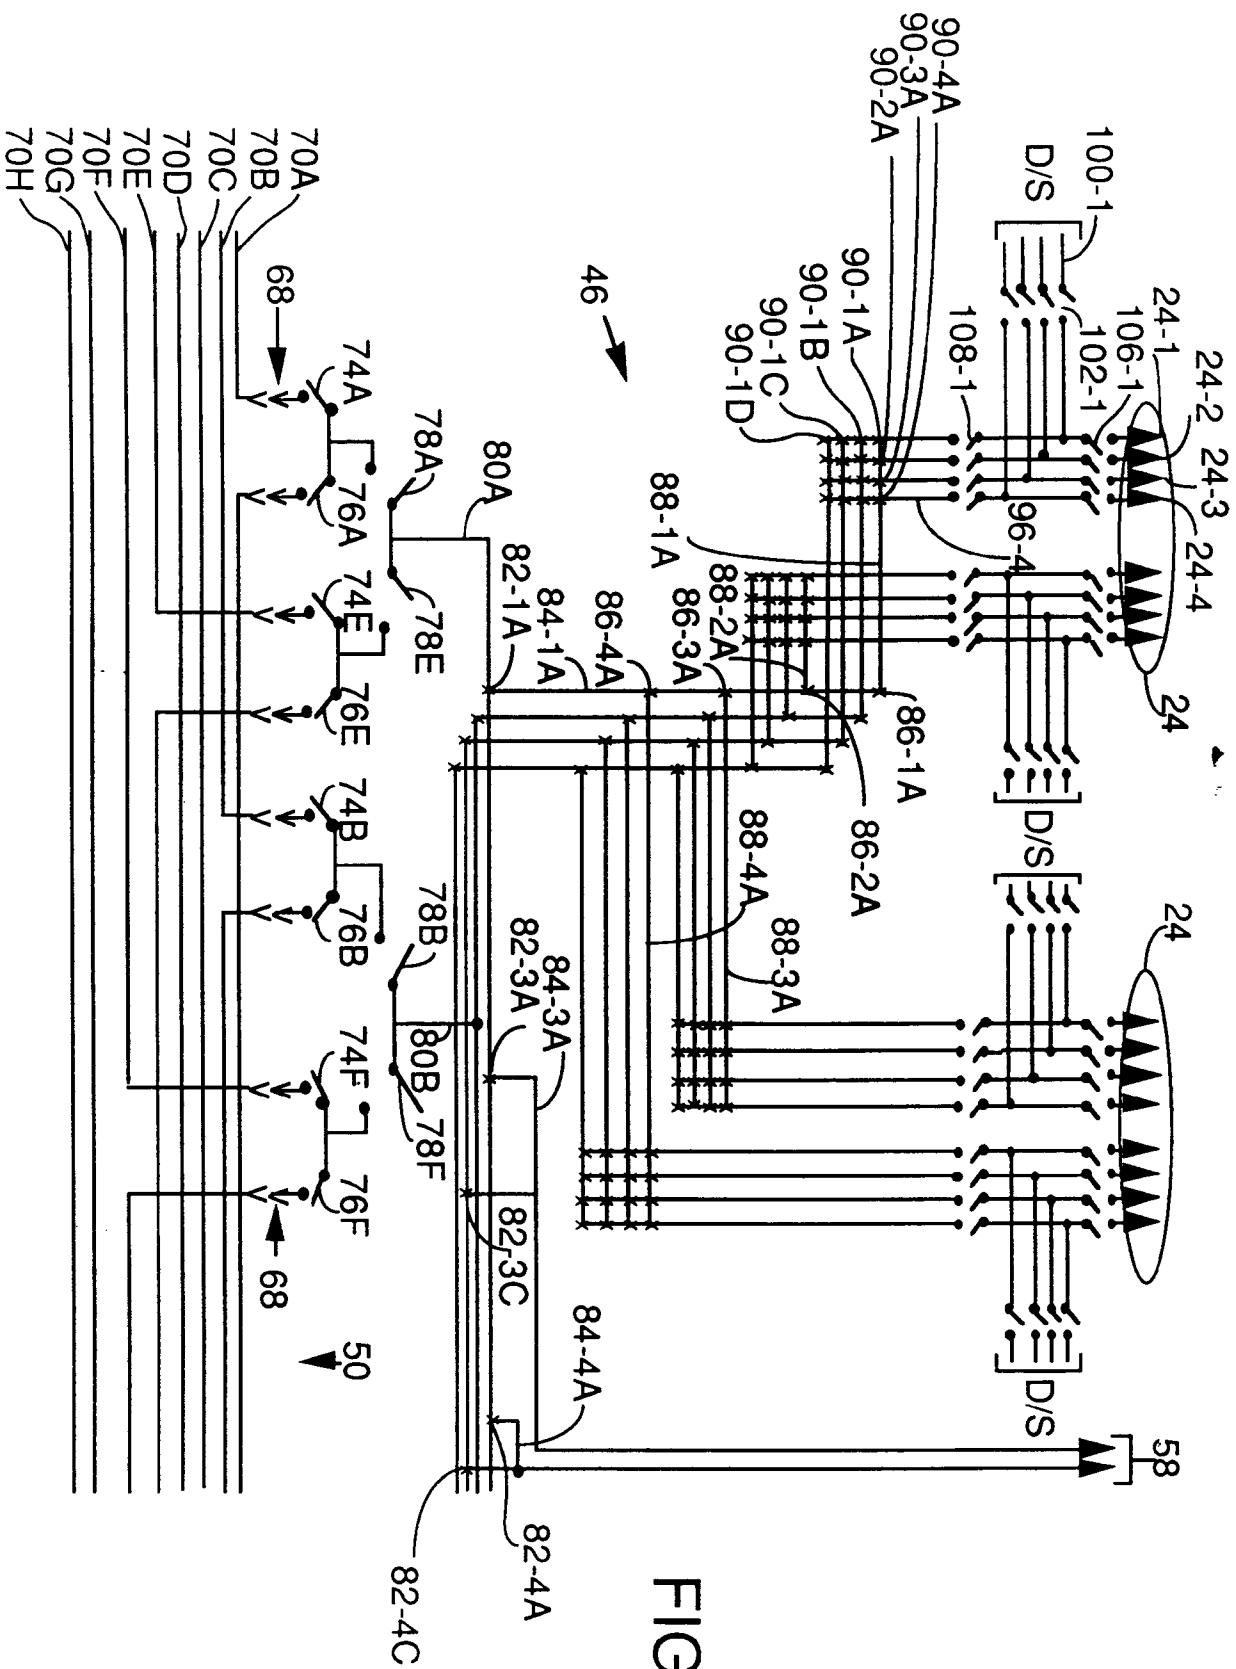 90-4A
90-3A
90-2A
100-1
D/S
24-1
106-1
102-1
24-2
24-3
24-4
24
90-1A
90-1B
90-1C
90-1D
108-1
96-4
46
88-1A
88-2A
86-3A
86-4A
84-1A
82-1A
86-1A
86-2A
D/S
D/S
24
88-4A
88-3A
84-3A
82-3A
82-3C
84-4A
D/S
58
82-4A
82-4C
80A
78A
78E
78B
80B
78F
68
74A
76A
74E
76E
74B
76B
74F
76F
68
50
70A
70B
70C
70D
70E
70F
70G
70H
FIG